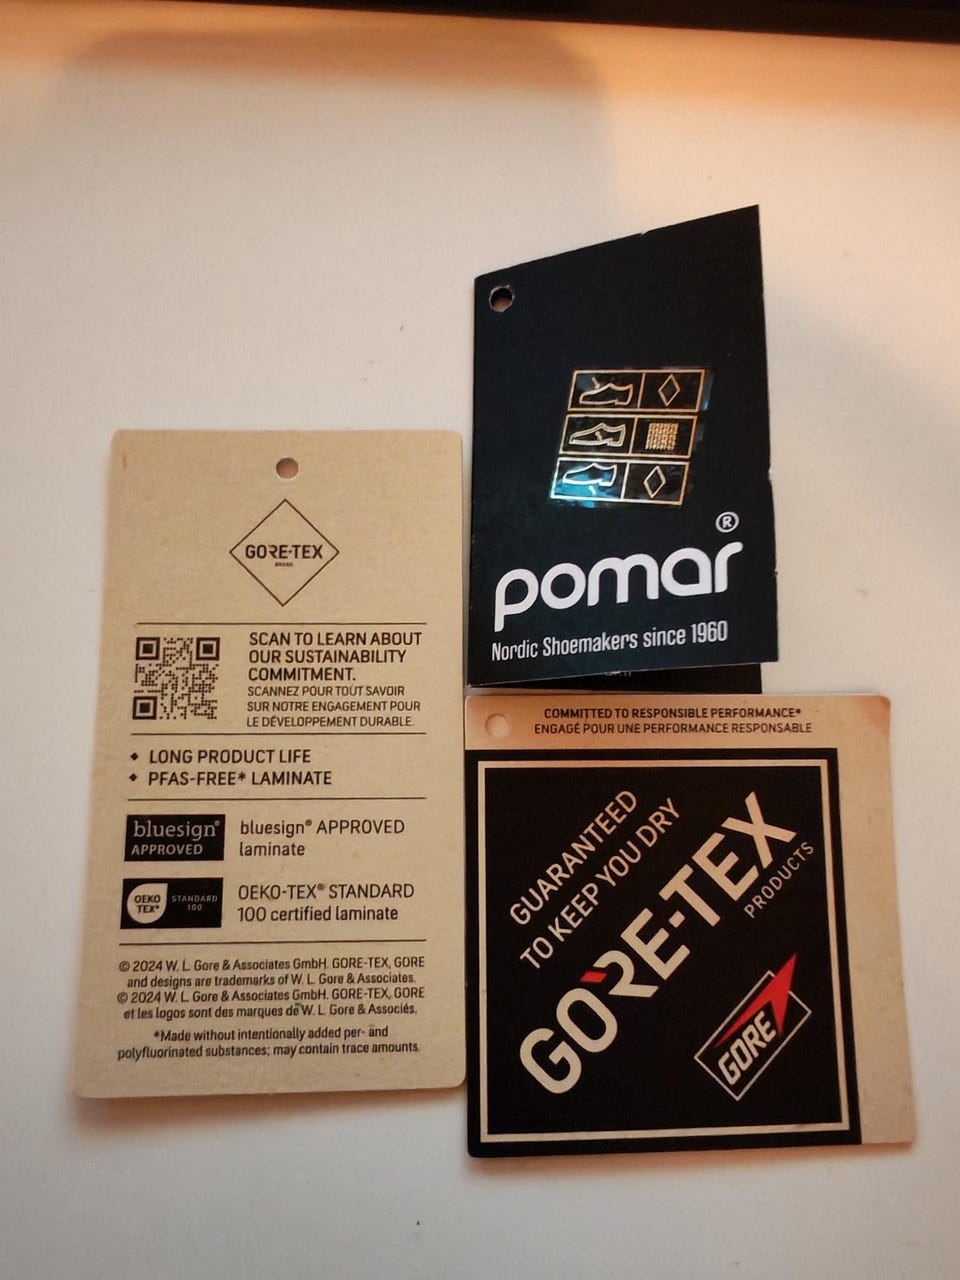 pomar®
Nordic Shoemakers since 1960
GORE-TEX
BRAND
SCAN TO LEARN ABOUT
OUR SUSTAINABILITY
COMMITMENT.
SCANNEZ POUR TOUT SAVOIR
SUR NOTRE ENGAGEMENT POUR
LE DÉVELOPPEMENT DURABLE.
◆ LONG PRODUCT LIFE
◆ PFAS-FREE* LAMINATE
bluesign®
APPROVED
bluesign® APPROVED
laminate
OEKO
TEX®
STANDARD
100
OEKO-TEX® STANDARD
100 certified laminate
© 2024 W. L. Gore & Associates GmbH. GORE-TEX, GORE
and designs are trademarks of W. L. Gore & Associates.
© 2024 W. L. Gore & Associates GmbH. GORE-TEX, GORE
et les logos sont des marques de W. L. Gore & Associés.
*Made without intentionally added per- and
polyfluorinated substances; may contain trace amounts.
COMMITTED TO RESPONSIBLE PERFORMANCE*
ENGAGÉ POUR UNE PERFORMANCE RESPONSABLE
GUARANTEED
TO KEEP YOU DRY
GORE-TEX
PRODUCTS
GORE